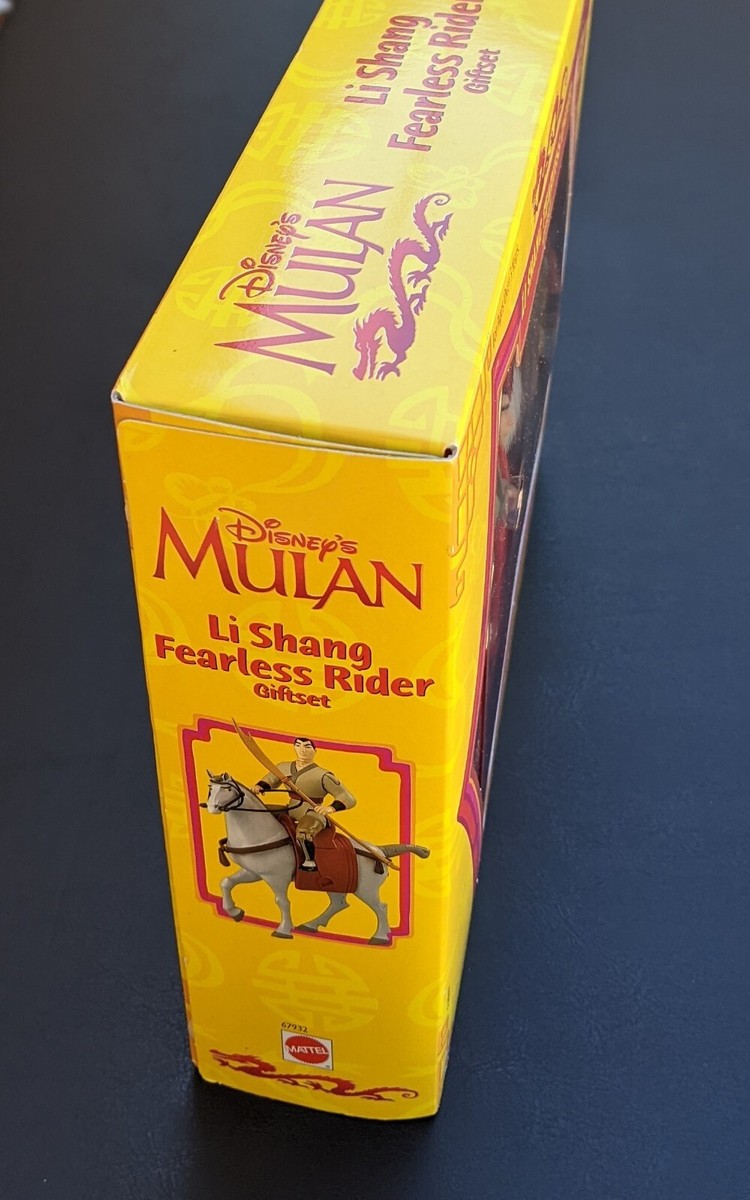 Li Shang
Fearless Rider
Giftset
Disney's
MULAN
Disney's
MULAN
Li Shang
Fearless Rider
Giftset
67932
MATTEL